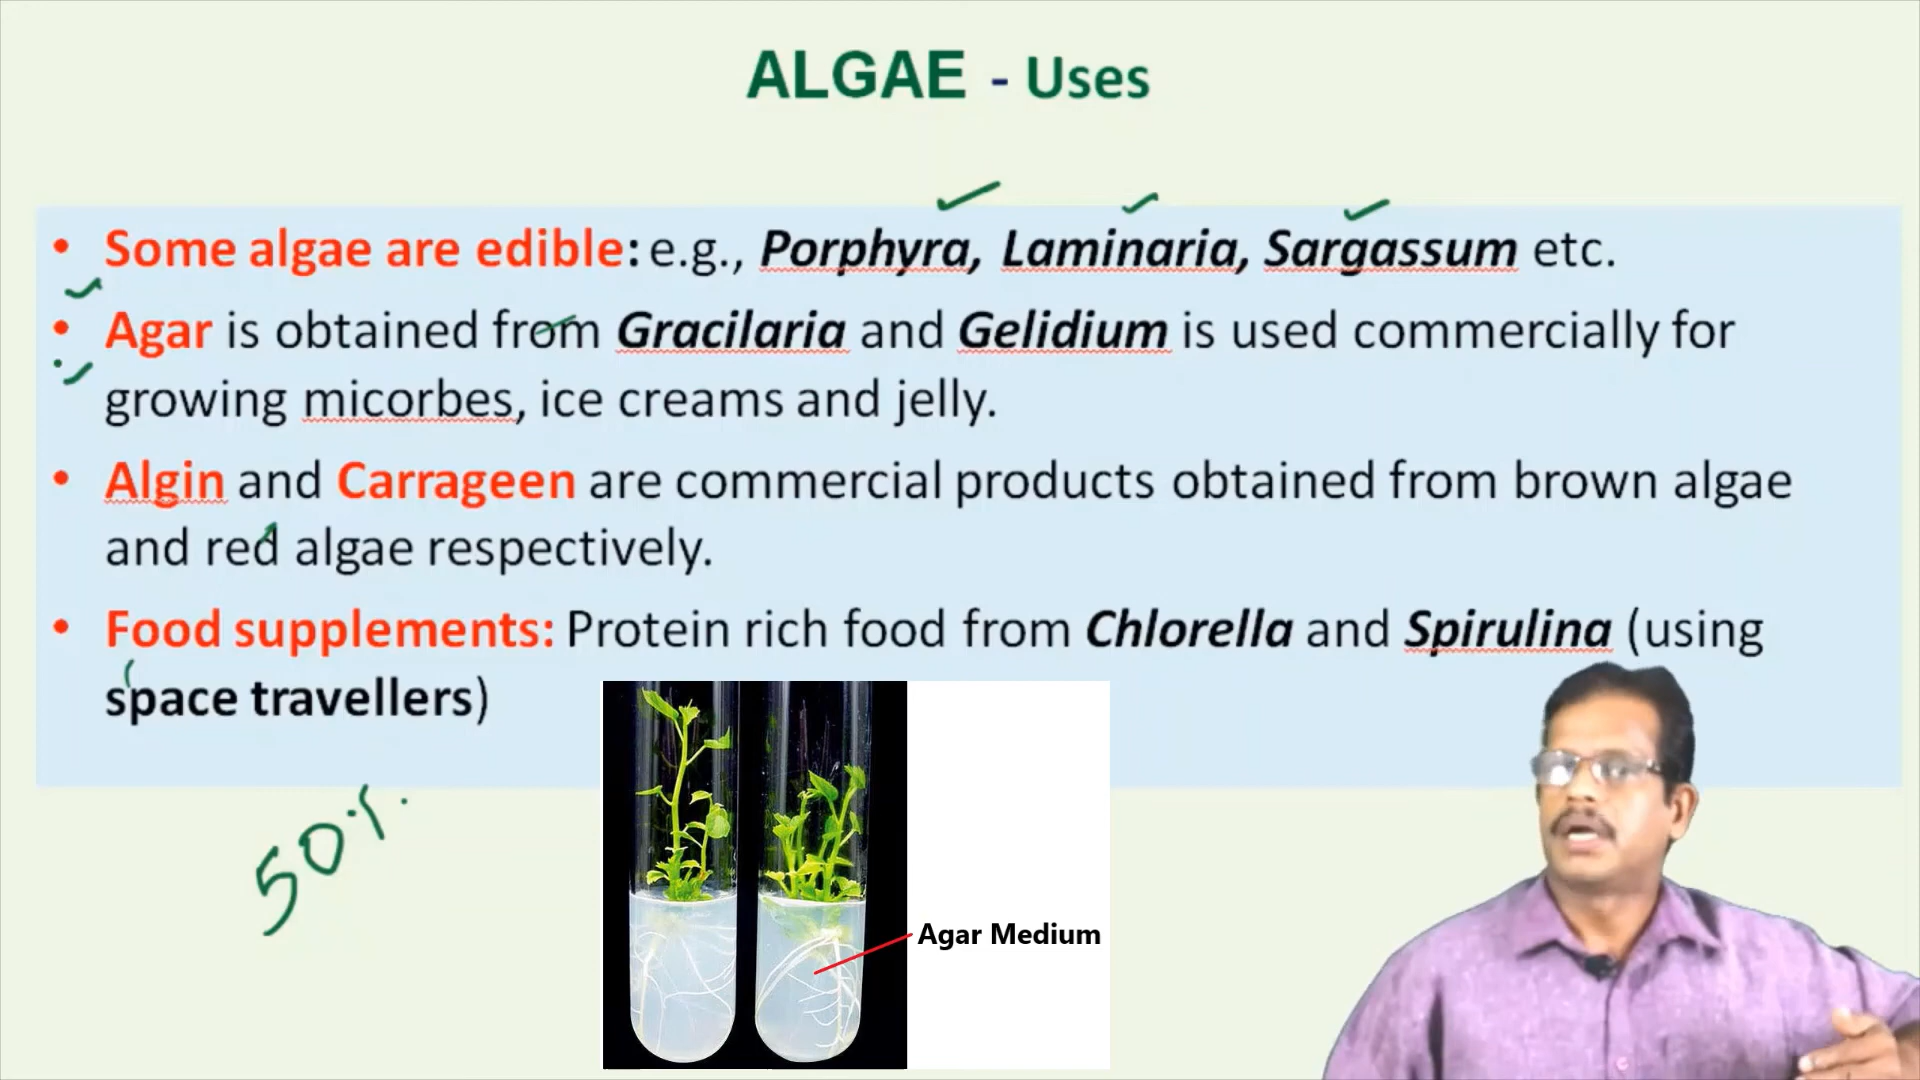 ALGAE - Uses
• Some algae are edible: e.g., Porphyra, Laminaria, Sargassum etc.
• Agar is obtained from Gracilaria and Gelidium is used commercially for
growing micorbes, ice creams and jelly.
• Algin and Carrageen are commercial products obtained from brown algae
and red algae respectively.
• Food supplements: Protein rich food from Chlorella and Spirulina (using
space travellers)
50%.
Agar Medium